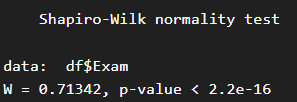 Shapiro-Wilk normality test
data:  df$Exam
W = 0.71342, p-value < 2.2e-16